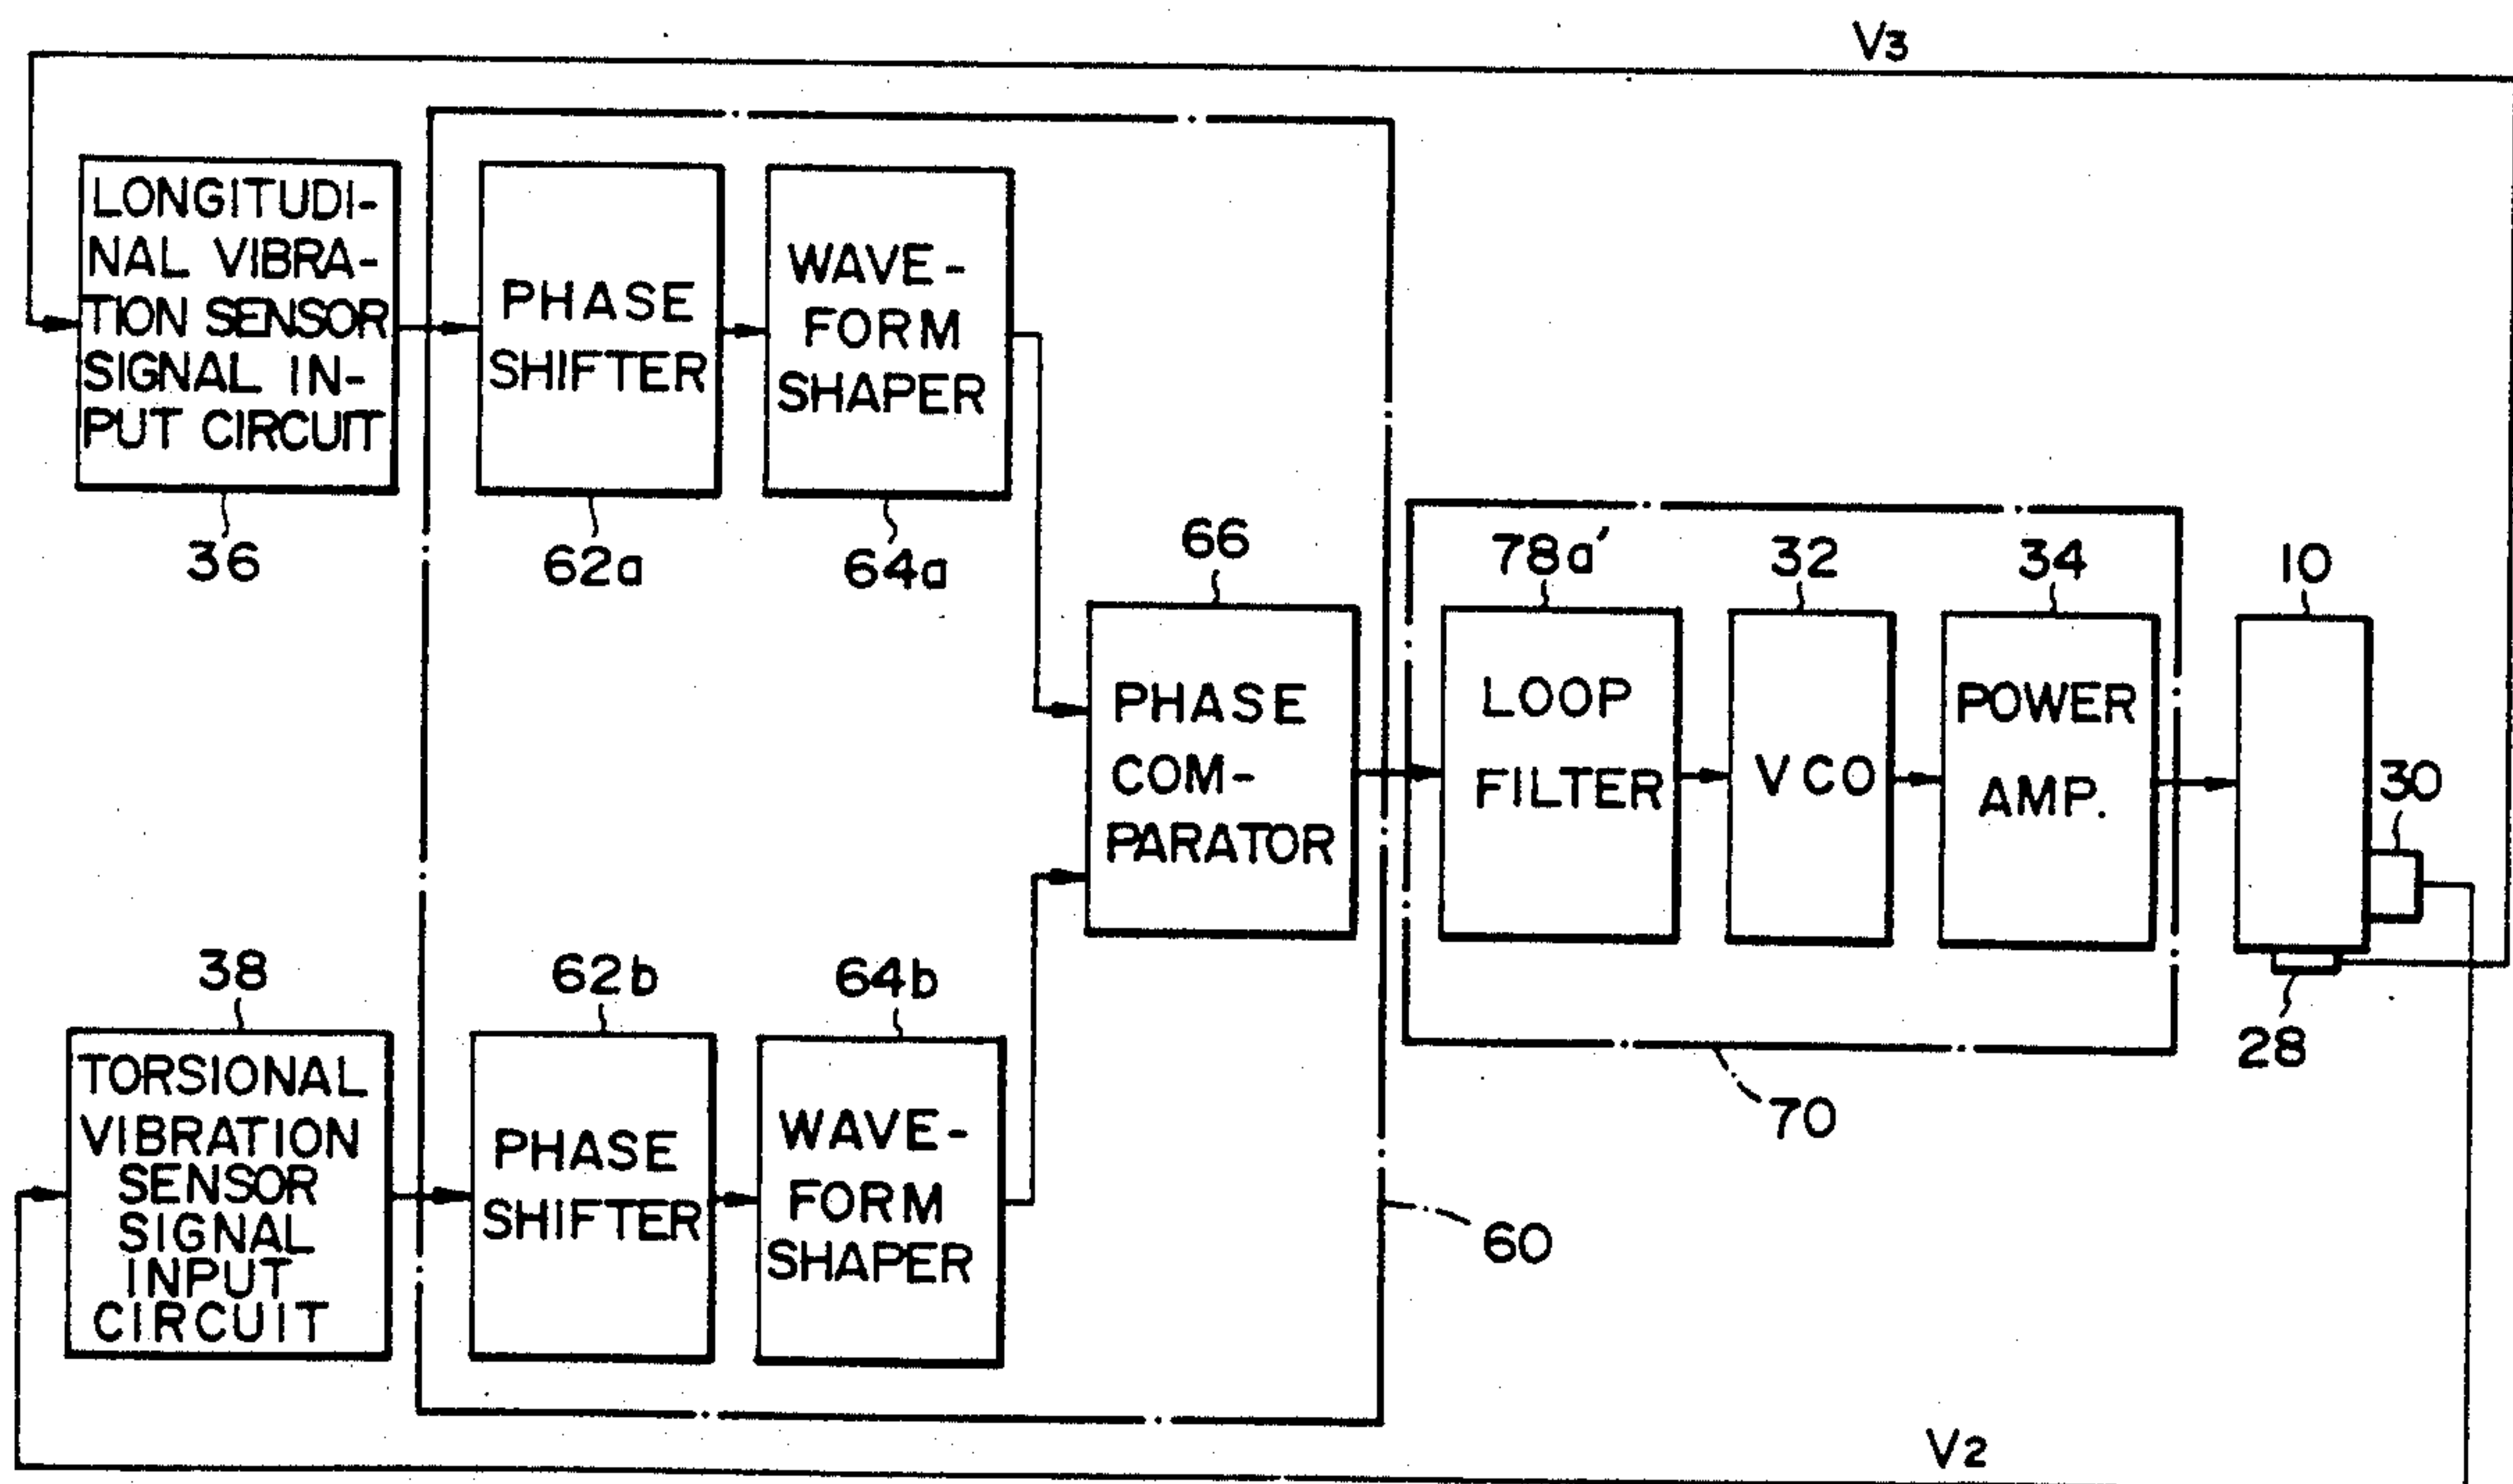 V3
LONGITUDI-
NAL VIBRA-
TION SENSOR
SIGNAL IN-
PUT CIRCUIT
36
PHASE
SHIFTER
62a
WAVE-
FORM
SHAPER
64a
66
PHASE
COM-
PARATOR
78a'
LOOP
FILTER
32
VCO
34
POWER
AMP.
10
30
28
70
38
TORSIONAL
VIBRATION
SENSOR
SIGNAL
INPUT
CIRCUIT
62b
PHASE
SHIFTER
64b
WAVE-
FORM
SHAPER
60
V2